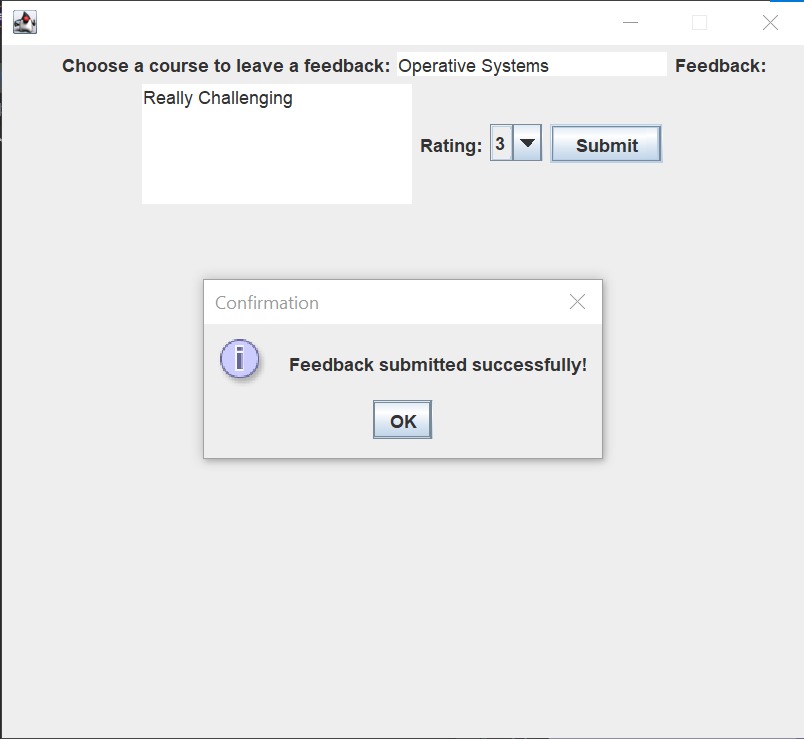 Choose a course to leave a feedback: Operative Systems Feedback:
Really Challenging
Rating: 3 Submit
Confirmation
Feedback submitted successfully!
OK